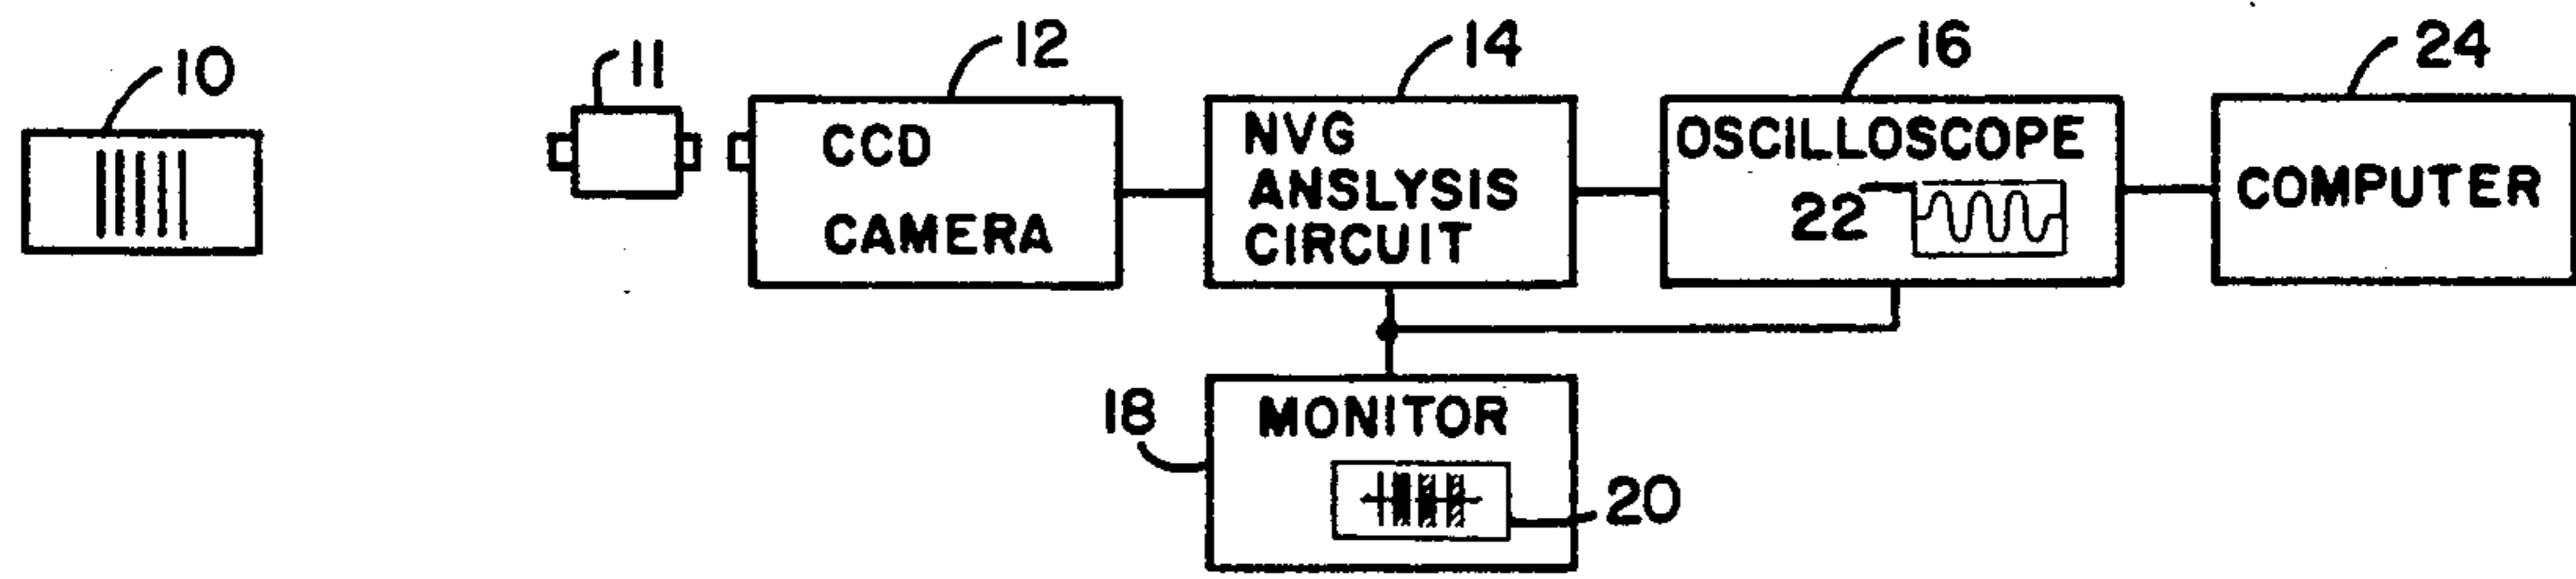 10
11
12
14
16
24
CCD
CAMERA
NVG
ANSLYSIS
CIRCUIT
OSCILLOSCOPE
22
COMPUTER
18
MONITOR
20